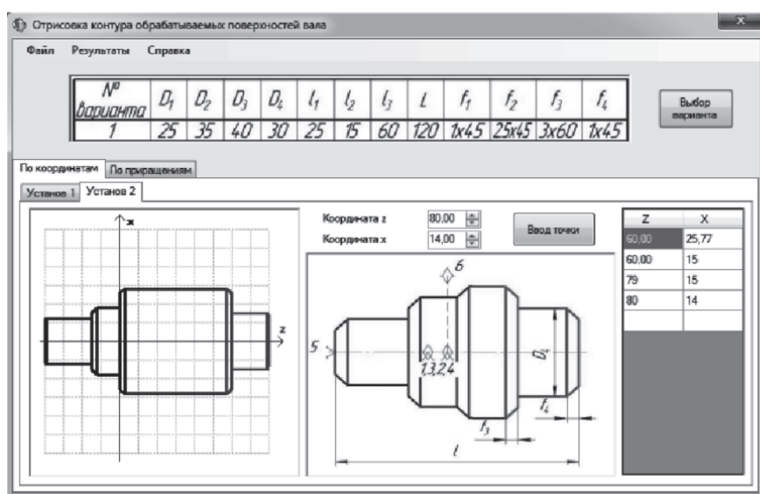 Отрисовка контура обрабатываемых поверхностей вала
Файл Результаты Справка
№ варианта D1 D2 D3 D4 l1 l2 l3 L f1 f2 f3 f4
1 25 35 40 30 25 15 60 120 1x45 25x45 3x60 1x45
Выбор варианта
По координатам По приращениям
Установ 1 Установ 2
Координата z 80,00
Координата x 14,00
Ввод точки
x
z
6
5
1,3,2,4
D4
f4
f3
l
Z X
60,00 25,77
60,00 15
79 15
80 14